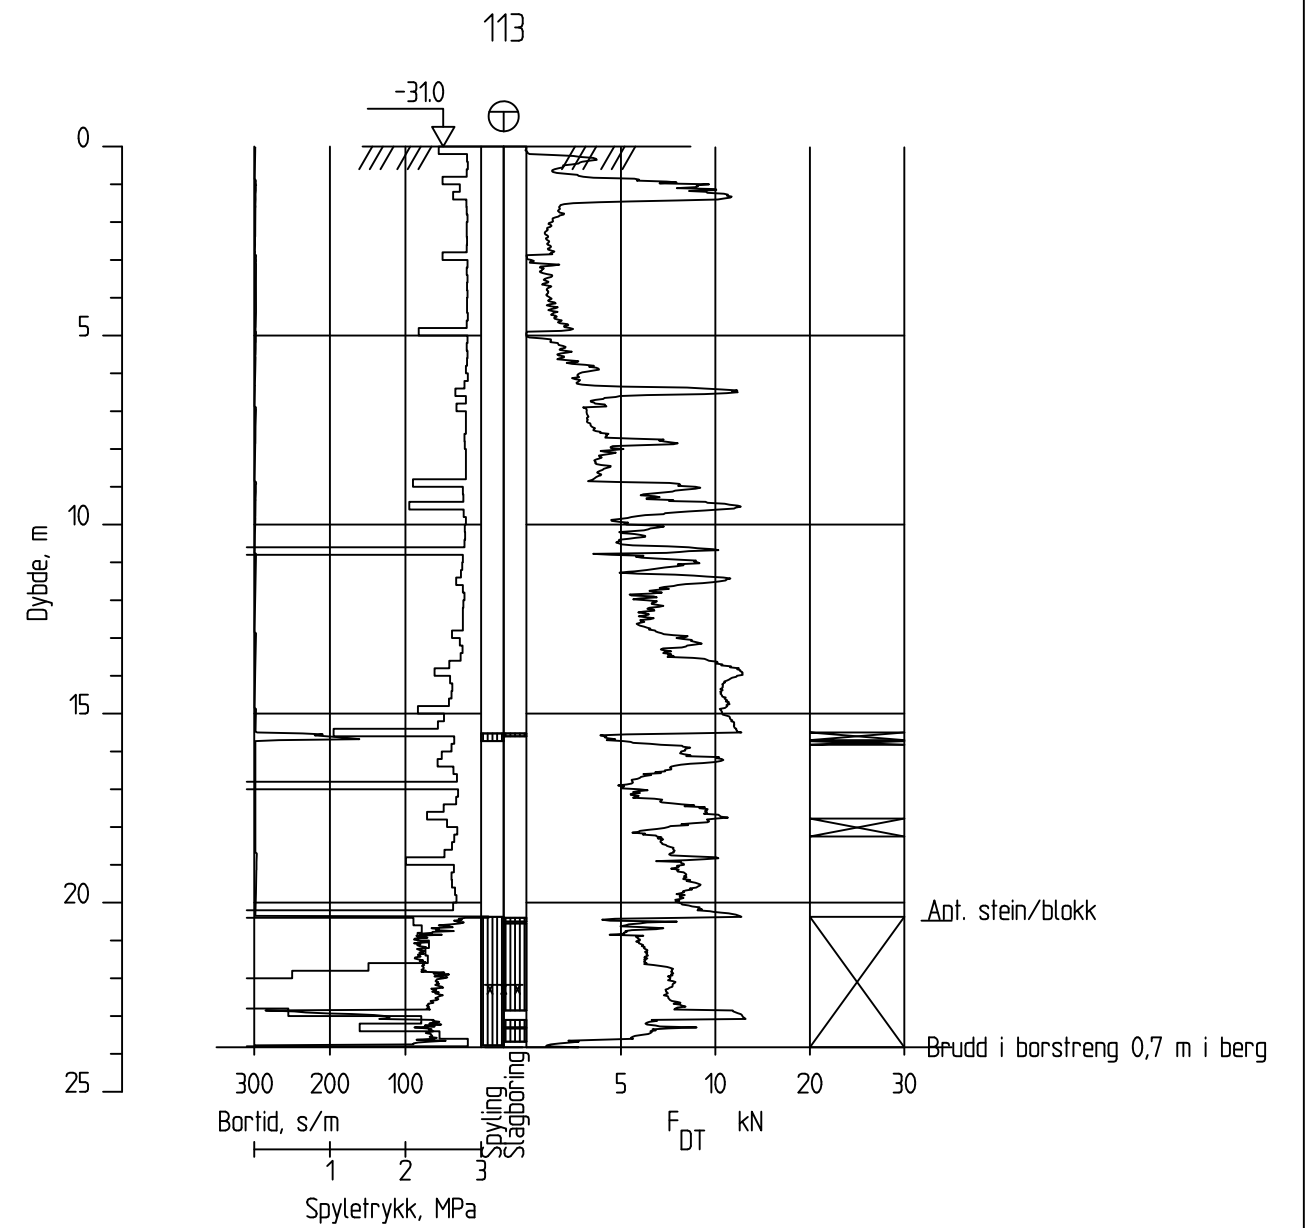 113
-31.0
0
5
10
15
20
25
Dybde, m
Ant. stein/blokk
Brudd i borstreng 0,7 m i berg
300 200 100
5 10 20 30
Bortid, s/m
Spyling
Slagboring
F DT kN
1 2 3
Spyletrykk, MPa